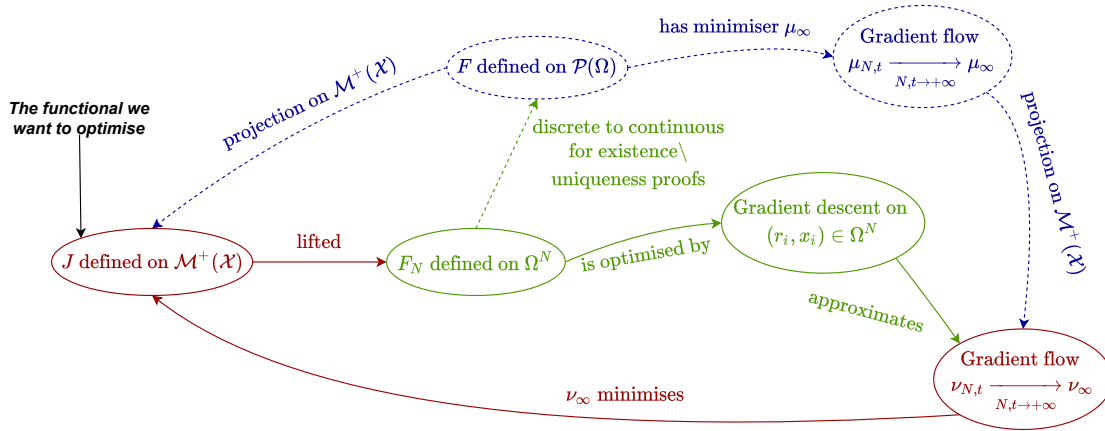 has minimiser μ∞
Gradient flow
μN,t ⟶ μ∞
N,t→+∞
F defined on 𝒫(Ω)
projection on ℳ⁺(𝒳)
The functional we
want to optimise
discrete to continuous
for existence\
uniqueness proofs
projection on ℳ⁺(𝒳)
Gradient descent on
(rᵢ, xᵢ) ∈ Ωᴺ
J defined on ℳ⁺(𝒳)
lifted
F_N defined on Ωᴺ
is optimised by
approximates
Gradient flow
νN,t ⟶ ν∞
N,t→+∞
ν∞ minimises